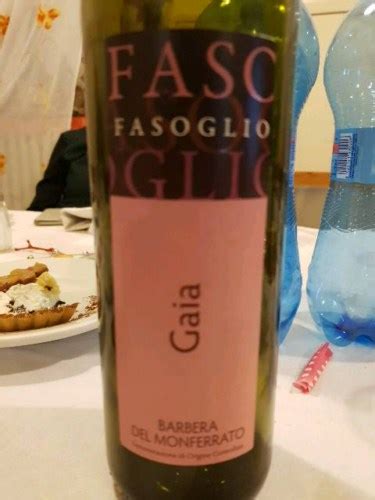 FASO
FASOGLIO
OGLIO
Gaia
BARBERA
DEL MONFERRATO
Denominazione di Origine Controllata